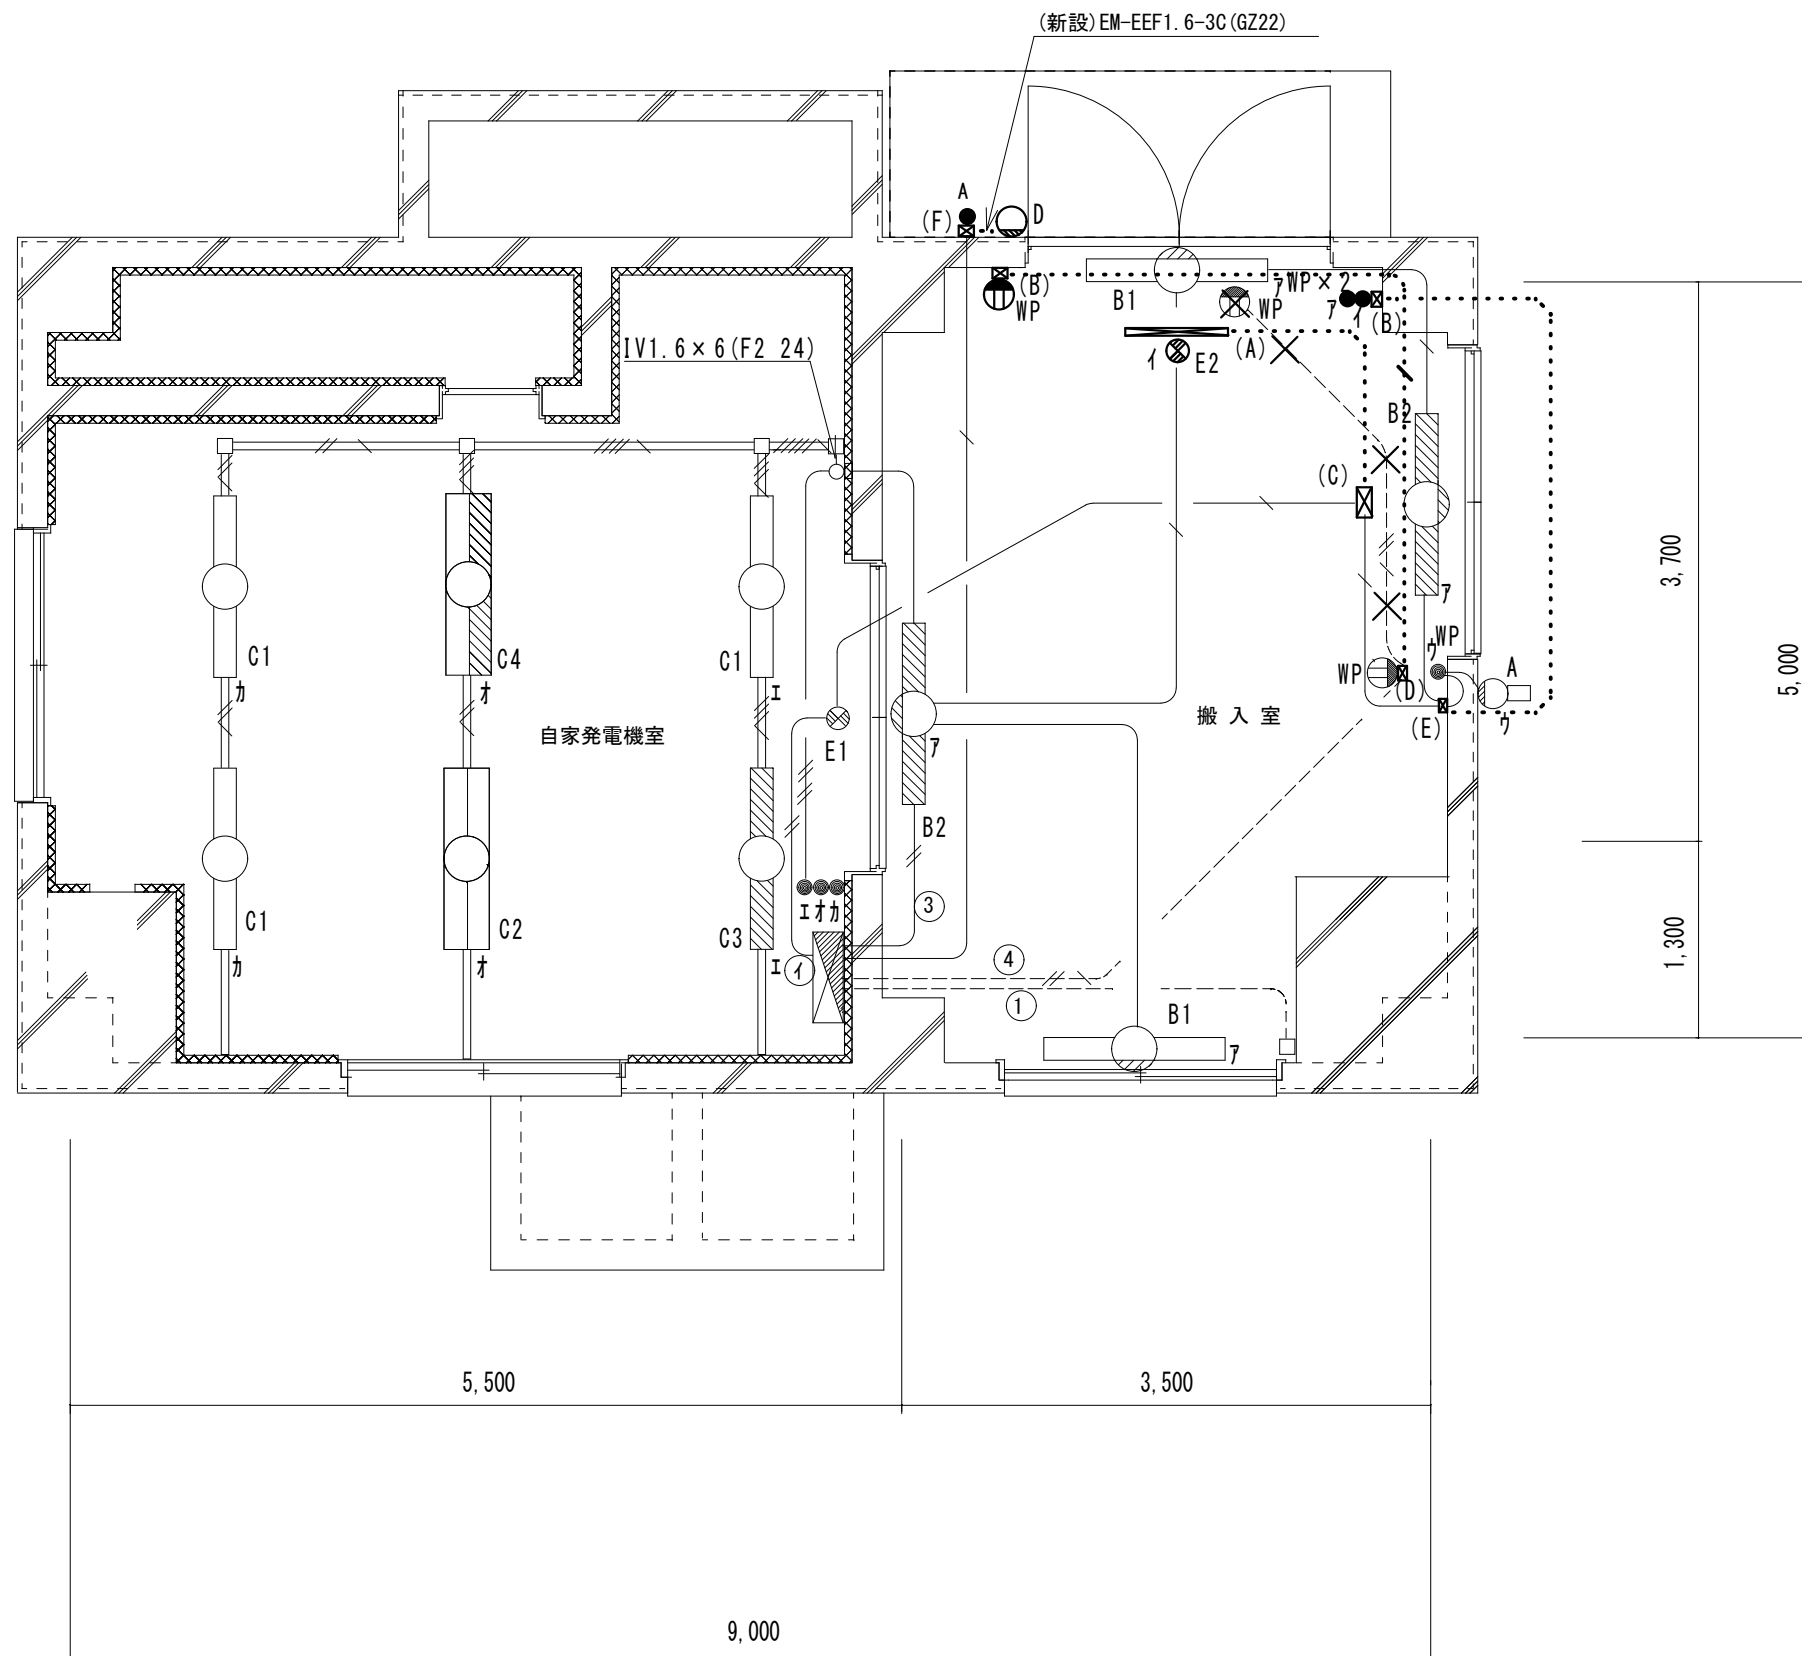 (新設)EM-EEF1.6-3C(GZ22)
A
(F)
D
(B)
WP
B1
ア
WP×2
WP
ア
イ
(B)
IV1.6×6(F2 24)
イ
E2
(A)
B2
(C)
3,700
ア
C1
カ
C4
オ
C1
エ
WP
ウ
WP
(D)
A
(E)
ウ
5,000
自家発電機室
搬入室
E1
ア
B2
C1
カ
C2
オ
C3
エ
エオカ
イ
3
4
1
1,300
B1
ア
5,500
3,500
9,000